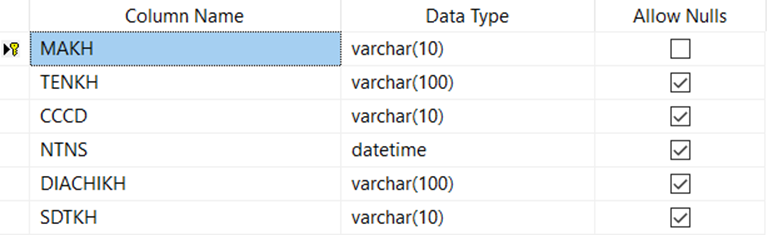 Column Name Data Type Allow Nulls
MAKH varchar(10)
TENKH varchar(100)
CCCD varchar(10)
NTNS datetime
DIACHIKH varchar(100)
SDTKH varchar(10)